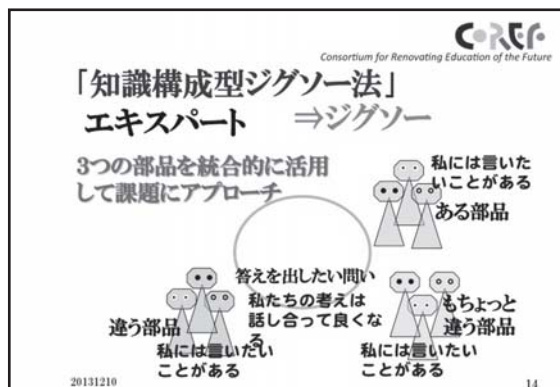 CoREF
Consortium for Renovating Education of the Future
「知識構成型ジグソー法」
エキスパート ⇒ジグソー
3つの部品を統合的に活用
して課題にアプローチ
私には言いた
いことがある
ある部品
答えを出したい問い
私たちの考えは
話し合って良くな
る
違う部品
私には言いたい
ことがある
もちょっと
違う部品
私には言いたい
ことがある
20131210
14